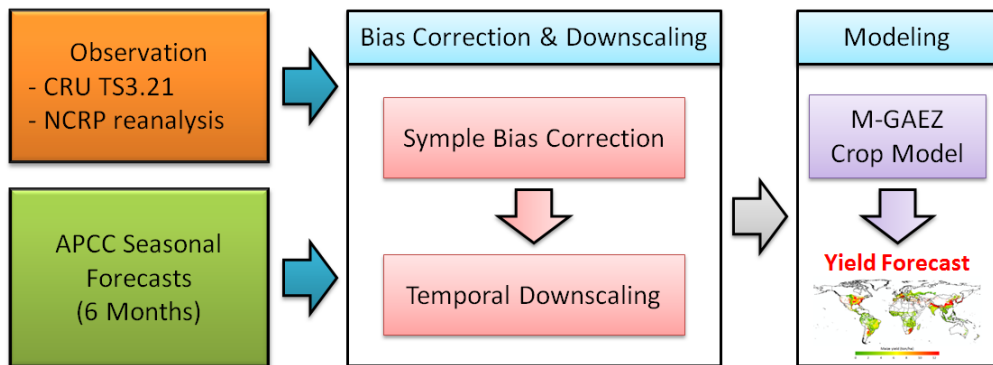 Observation
- CRU TS3.21
- NCRP reanalysis
APCC Seasonal
Forecasts
(6 Months)
Bias Correction & Downscaling
Symple Bias Correction
Temporal Downscaling
Modeling
M-GAEZ
Crop Model
Yield Forecast